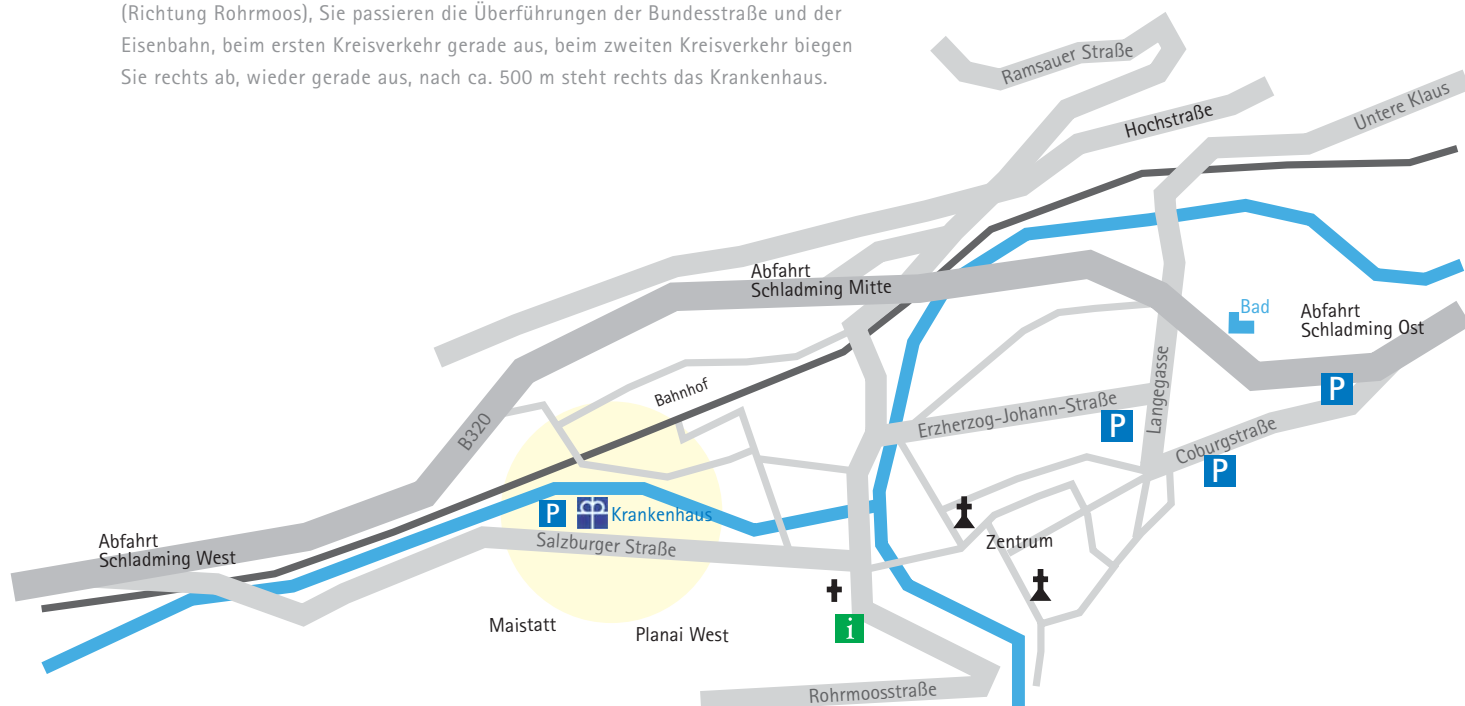 (Richtung Rohrmoos), Sie passieren die Überführungen der Bundesstraße und der
Eisenbahn, beim ersten Kreisverkehr gerade aus, beim zweiten Kreisverkehr biegen
Sie rechts ab, wieder gerade aus, nach ca. 500 m steht rechts das Krankenhaus.
Ramsauer Straße
Hochstraße
Untere Klaus
Abfahrt
Schladming Mitte
Bad
Abfahrt
Schladming Ost
P
Bahnhof
Langegasse
Erzherzog-Johann-Straße
P
B320
Coburgstraße
P
P
Krankenhaus
Abfahrt
Schladming West
Salzburger Straße
Zentrum
Maistatt
Planai West
i
Rohrmoosstraße